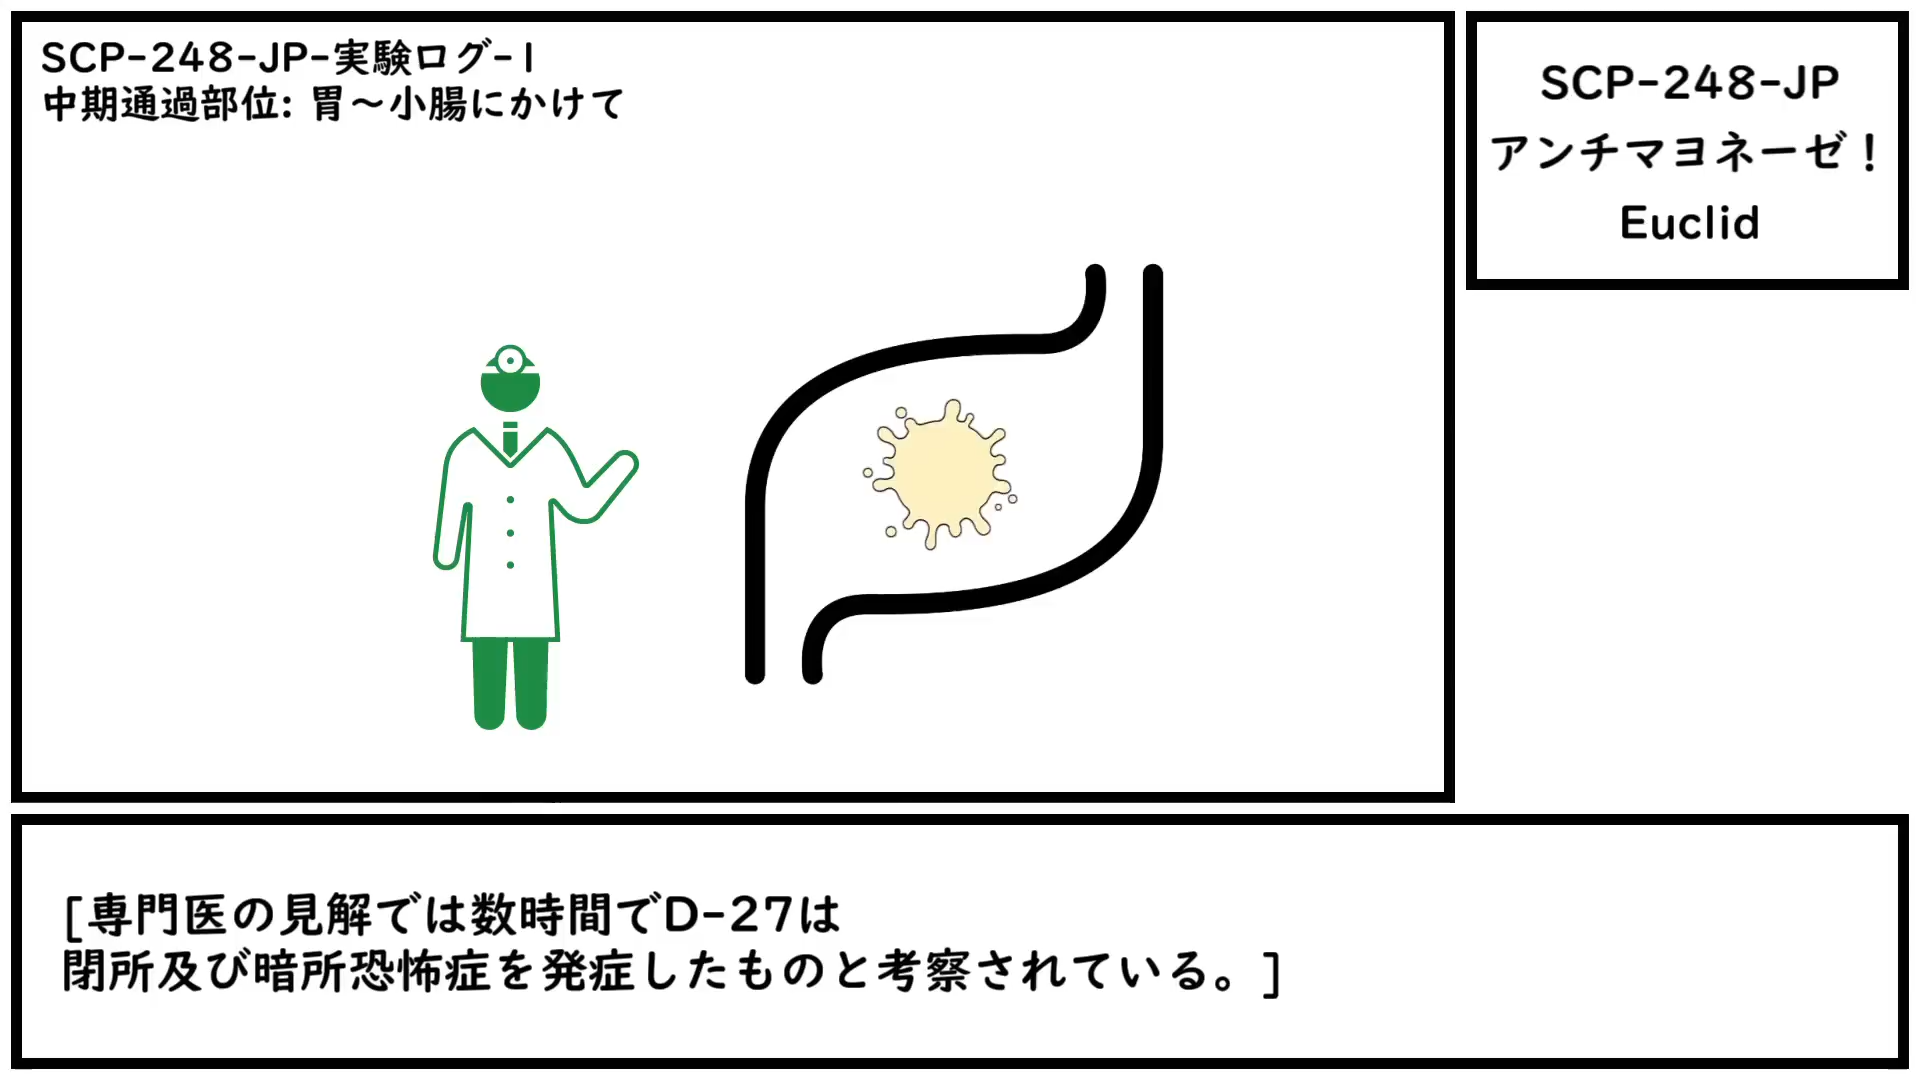 SCP-248-JP-実験ログ-1
中期通過部位: 胃～小腸にかけて
SCP-248-JP
アンチマヨネーゼ！
Euclid
[専門医の見解では数時間でD-27は
閉所及び暗所恐怖症を発症したものと考察されている。]